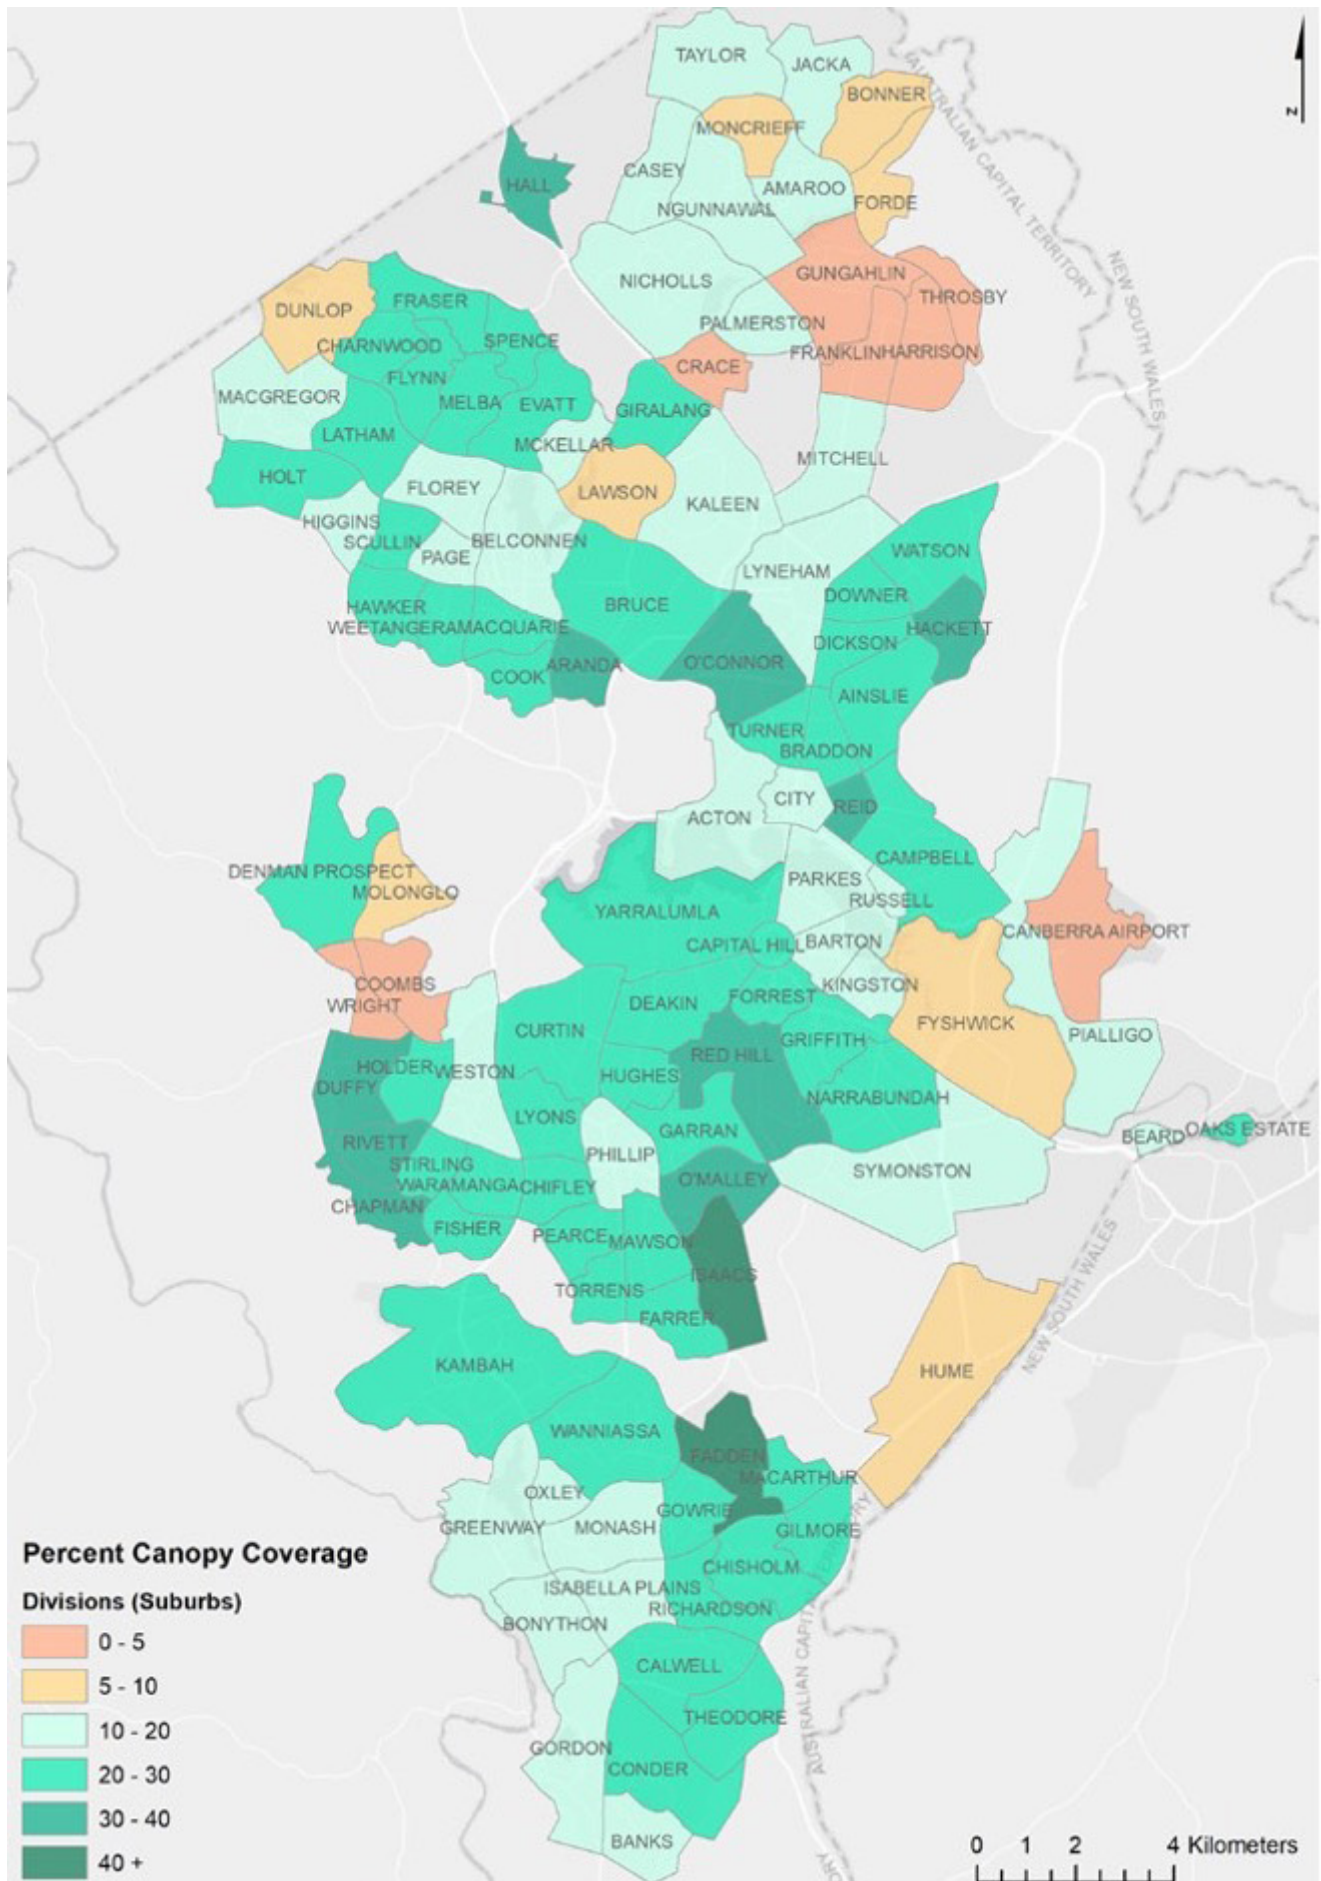 TAYLOR
JACKA
BONNER
MONCRIEFF
AUSTRALIAN CAPITAL TERRITORY
NEW SOUTH WALES
N
HALL
CASEY
AMAROO
NGUNNAWAL
FORDE
NICHOLLS
GUNGAHLIN
THROSBY
DUNLOP
FRASER
PALMERSTON
CHARNWOOD
SPENCE
FRANKLIN
HARRISON
CRACE
FLYNN
MACGREGOR
MELBA
EVATT
GIRALANG
LATHAM
MCKELLAR
MITCHELL
HOLT
FLOREY
LAWSON
KALEEN
HIGGINS
SCULLIN
BELCONNEN
PAGE
WATSON
LYNEHAM
DOWNER
HAWKER
BRUCE
WEETANGERA
MACQUARIE
HACKETT
DICKSON
COOK
ARANDA
O'CONNOR
AINSLIE
TURNER
BRADDON
CITY
REID
ACTON
CAMPBELL
DENMAN PROSPECT
MOLONGLO
PARKES
RUSSELL
YARRALUMLA
CAPITAL HILL
BARTON
CANBERRA AIRPORT
COOMBS
KINGSTON
WRIGHT
DEAKIN
FORREST
FYSHWICK
CURTIN
GRIFFITH
PIALLIGO
HOLDER
WESTON
RED HILL
DUFFY
HUGHES
NARRABUNDAH
LYONS
GARRAN
BEARD
OAKS ESTATE
RIVETT
PHILLIP
STIRLING
WARAMANGA
CHIFLEY
O'MALLEY
SYMONSTON
CHAPMAN
FISHER
PEARCE
MAWSON
ISAACS
TORRENS
FARRER
NEW SOUTH WALES
KAMBAH
HUME
WANNIASSA
FADDEN
MACARTHUR
OXLEY
GOWRIE
GREENWAY
MONASH
GILMORE
CHISHOLM
ISABELLA PLAINS
RICHARDSON
BONYTHON
CALWELL
THEODORE
GORDON
CONDER
BANKS
AUSTRALIAN CAPITAL TERRITORY
Percent Canopy Coverage
Divisions (Suburbs)
0 - 5
5 - 10
10 - 20
20 - 30
30 - 40
40 +
0 1 2 4 Kilometers